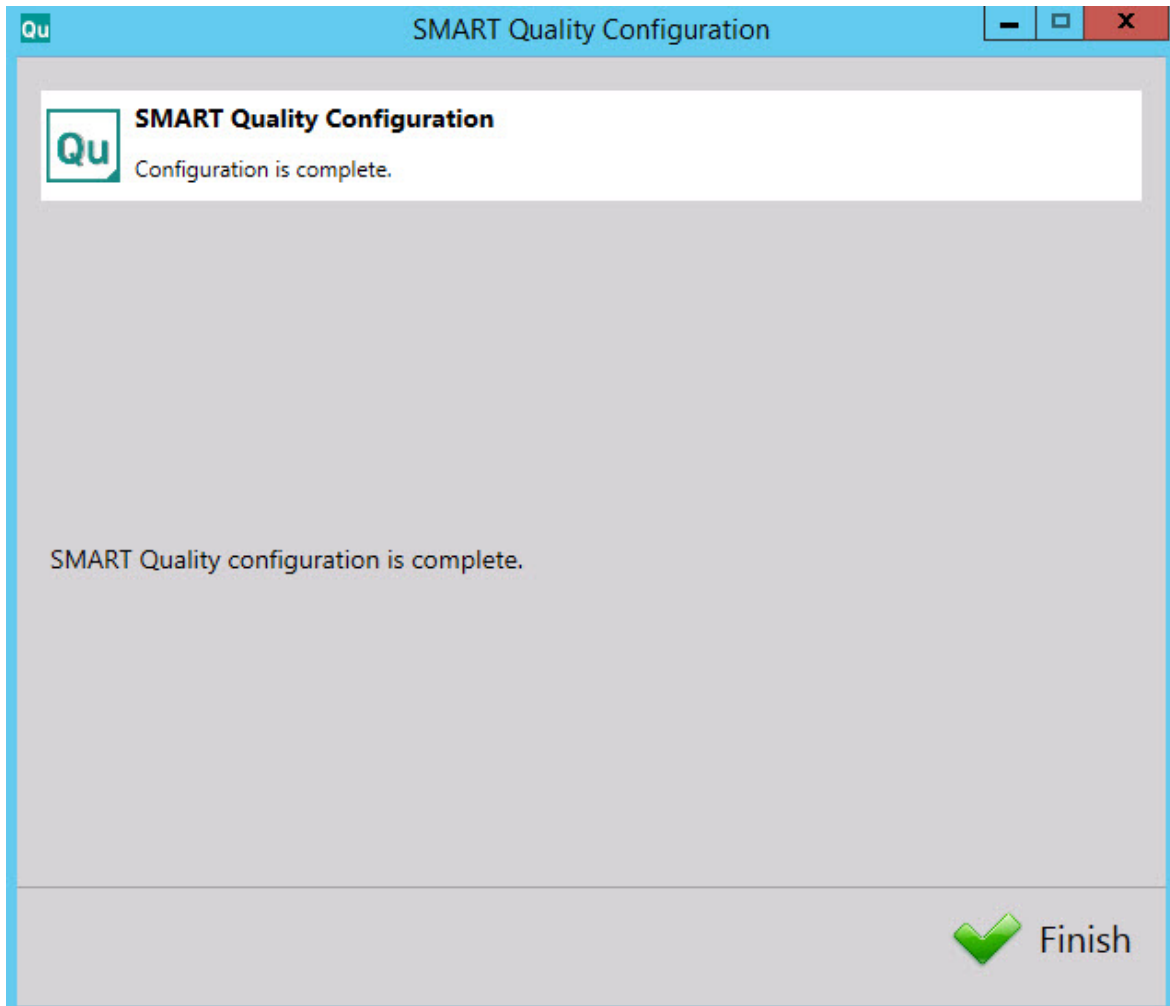 Qu
SMART Quality Configuration
x
Qu
SMART Quality Configuration
Configuration is complete.
SMART Quality configuration is complete.
Finish